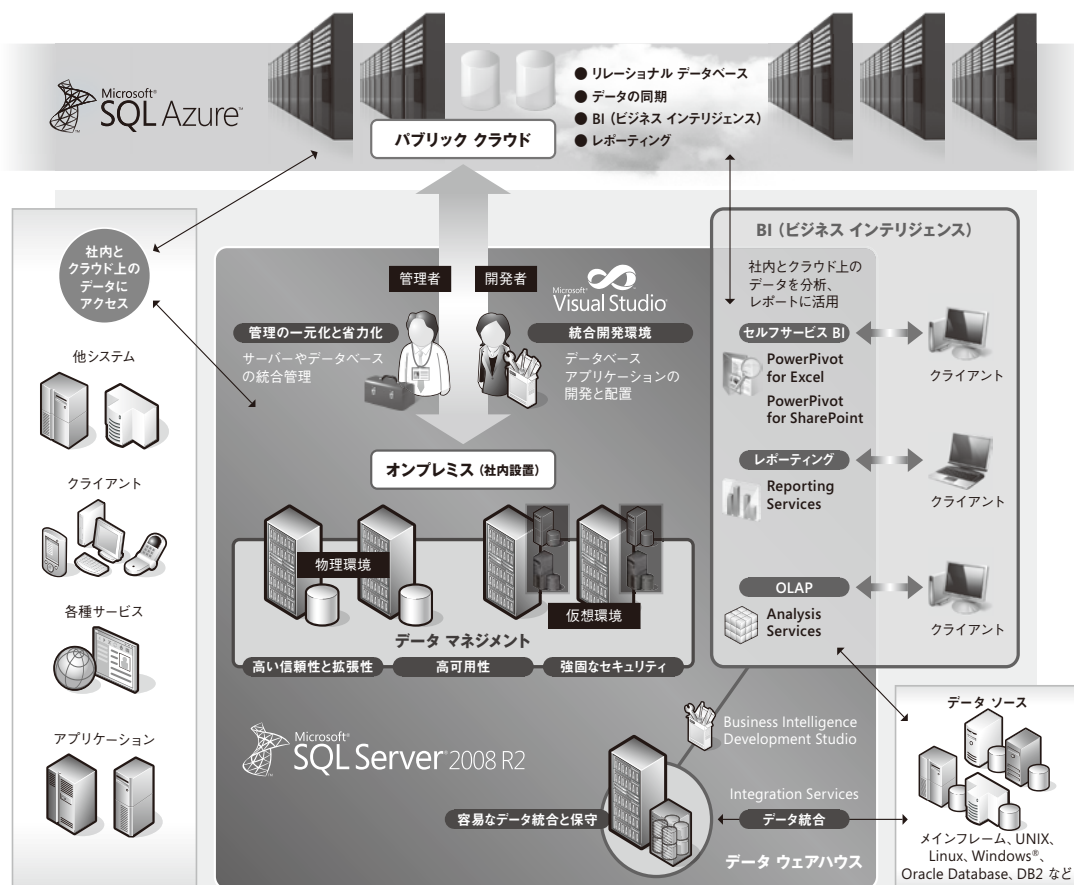 Microsoft®
SQL Azure™
パブリック クラウド
● リレーショナル データベース
● データの同期
● BI（ビジネス インテリジェンス）
● レポーティング
社内と
クラウド上の
データに
アクセス
他システム
クライアント
各種サービス
アプリケーション
管理者
開発者
Microsoft®
Visual Studio®
管理の一元化と省力化
サーバーやデータベース
の統合管理
統合開発環境
データベース
アプリケーションの
開発と配置
オンプレミス（社内設置）
物理環境
仮想環境
データ マネジメント
高い信頼性と拡張性
高可用性
強固なセキュリティ
Microsoft®
SQL Server® 2008 R2
BI（ビジネス インテリジェンス）
社内とクラウド上の
データを分析、
レポートに活用
セルフサービス BI
PowerPivot
for Excel
PowerPivot
for SharePoint
クライアント
レポーティング
Reporting
Services
クライアント
OLAP
Analysis
Services
クライアント
Business Intelligence
Development Studio
Integration Services
容易なデータ統合と保守
データ統合
データ ウェアハウス
データ ソース
メインフレーム、UNIX、
Linux、Windows®、
Oracle Database、DB2 など